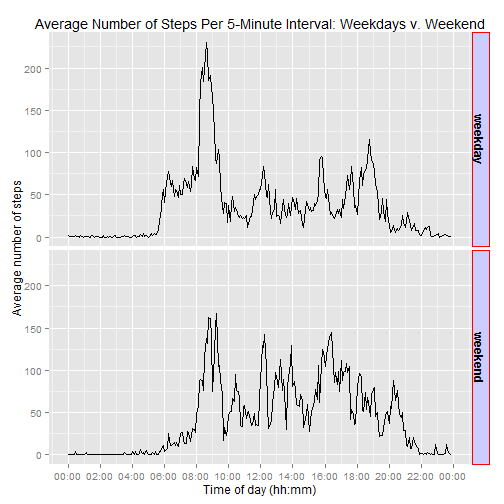 Average Number of Steps Per 5-Minute Interval: Weekdays v. Weekend
Average number of steps
200
150
100
50
0
weekday
200
150
100
50
0
weekend
00:00 02:00 04:00 06:00 08:00 10:00 12:00 14:00 16:00 18:00 20:00 22:00 00:00
Time of day (hh:mm)